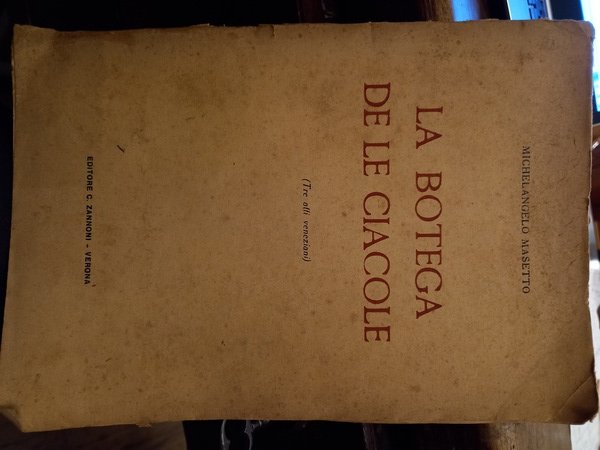 MICHELANGELO MASETTO
LA BOTEGA
DE LE CIACOLE
(Tre atti veneziani)
EDITORE C. ZANNONI - VERONA